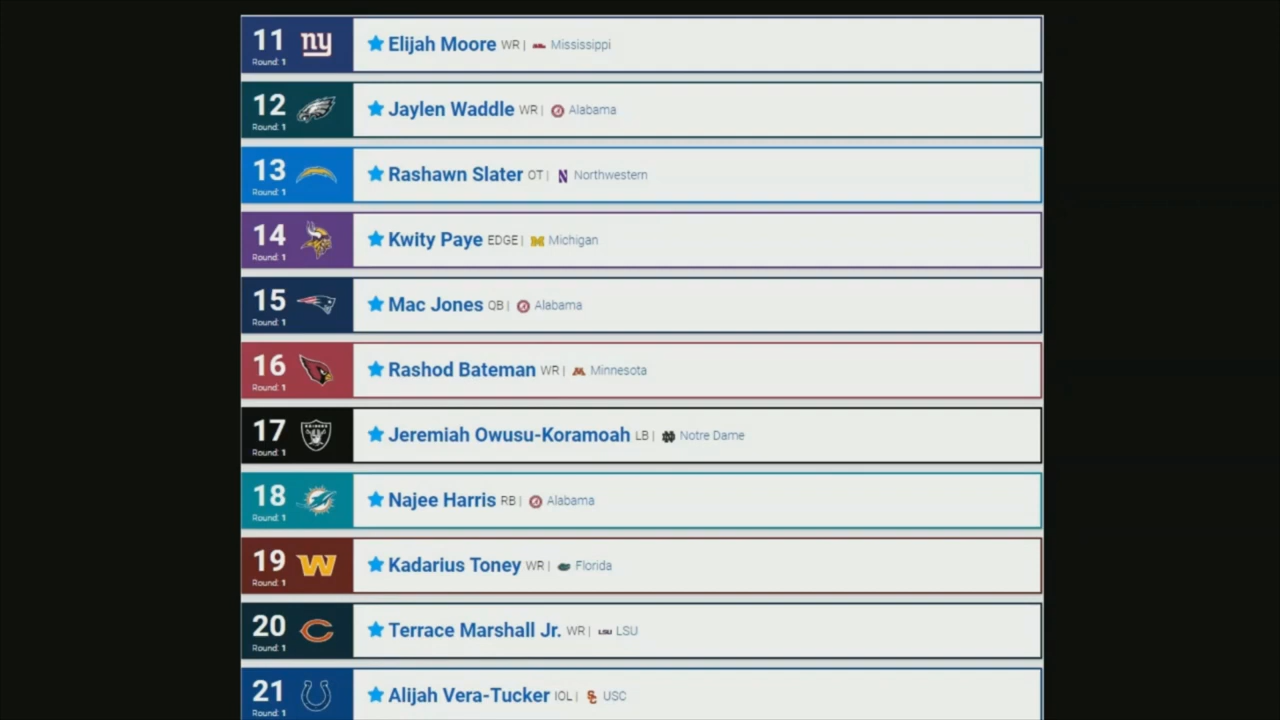 11 ny Elijah Moore WR | Mississippi
Round: 1
12 Jaylen Waddle WR | Alabama
Round: 1
13 Rashawn Slater OT | Northwestern
Round: 1
14 Kwity Paye EDGE | Michigan
Round: 1
15 Mac Jones QB | Alabama
Round: 1
16 Rashod Bateman WR | Minnesota
Round: 1
17 Jeremiah Owusu-Koramoah LB | Notre Dame
Round: 1
18 Najee Harris RB | Alabama
Round: 1
19 W Kadarius Toney WR | Florida
Round: 1
20 C Terrace Marshall Jr. WR | LSU LSU
Round: 1
21 Alijah Vera-Tucker IOL | SC USC
Round: 1